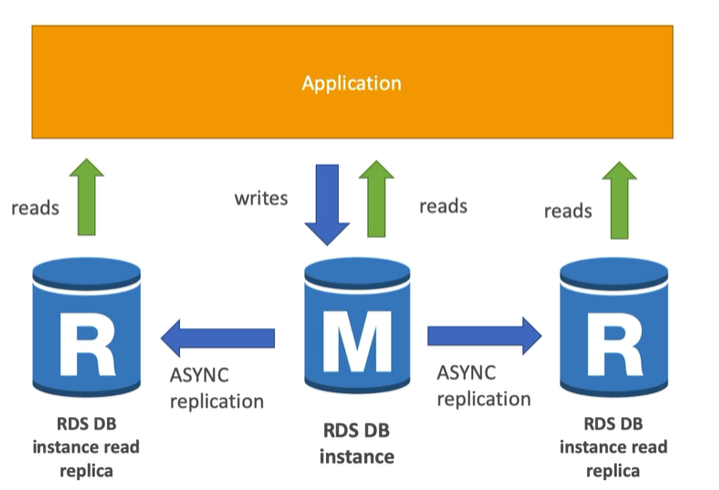 Application
reads
writes
reads
reads
R
M
R
ASYNC
replication
ASYNC
replication
RDS DB
instance read
replica
RDS DB
instance
RDS DB
instance read
replica